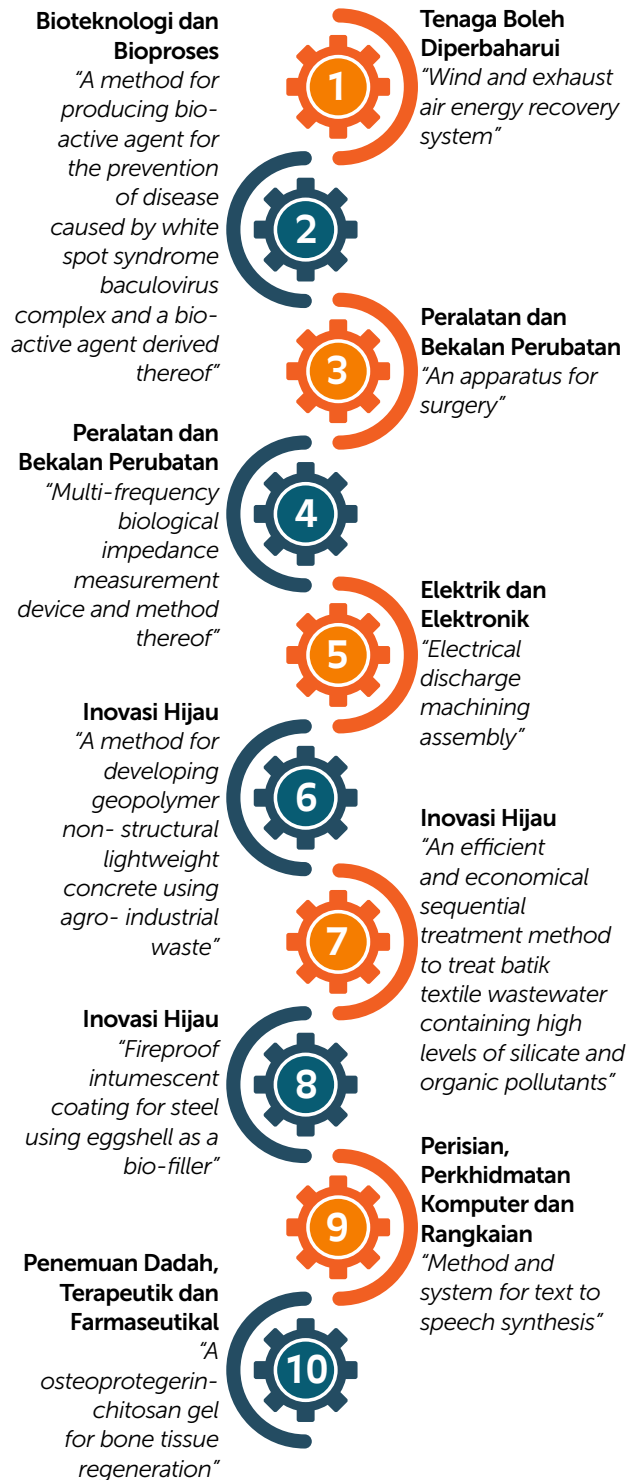 1
Tenaga Boleh
Diperbaharui
“Wind and exhaust
air energy recovery
system”
Bioteknologi dan
Bioproses
“A method for
producing bio-
active agent for
the prevention
of disease
caused by white
spot syndrome
baculovirus
complex and a bio-
active agent derived
thereof”
2
3
Peralatan dan
Bekalan Perubatan
“An apparatus for
surgery”
Peralatan dan
Bekalan Perubatan
“Multi-frequency
biological
impedance
measurement
device and method
thereof”
4
5
Elektrik dan
Elektronik
“Electrical
discharge
machining
assembly”
Inovasi Hijau
“A method for
developing
geopolymer
non- structural
lightweight
concrete using
agro- industrial
waste”
6
7
Inovasi Hijau
“An efficient
and economical
sequential
treatment method
to treat batik
textile wastewater
containing high
levels of silicate and
organic pollutants”
Inovasi Hijau
“Fireproof
intumescent
coating for steel
using eggshell as a
bio-filler”
8
9
Perisian,
Perkhidmatan
Komputer dan
Rangkaian
“Method and
system for text to
speech synthesis”
Penemuan Dadah,
Terapeutik dan
Farmaseutikal
“A
osteoprotegerin-
chitosan gel
for bone tissue
regeneration”
10